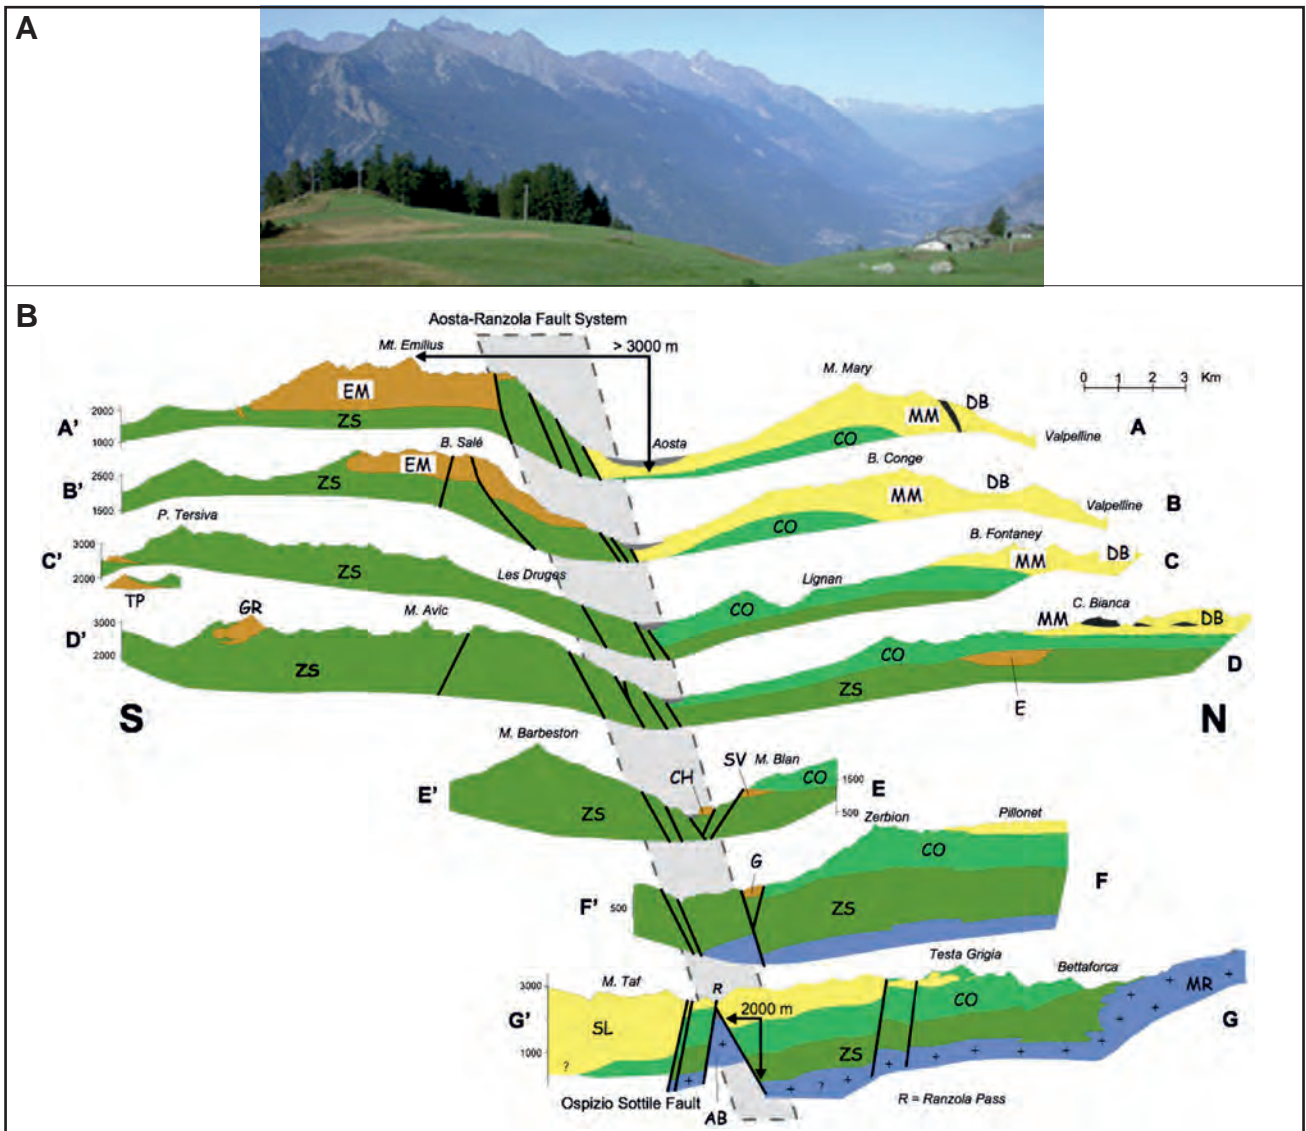 A
B
Aosta-Ranzola Fault System
Mt. Emilius
> 3000 m
M. Mary
0 1 2 3 Km
EM
MM
DB
2000
ZS
A'
1000
CO
Aosta
Valpelline
A
B. Salé
B. Conge
2500
EM
ZS
MM
DB
B'
1500
CO
Valpelline
B
P. Tersiva
B. Fontaney
3000
C'
2000
ZS
Les Druges
CO
Lignan
MM
DB
C
TP
GR
M. Avic
C. Bianca
3000
MM
DB
D'
2000
ZS
CO
ZS
D
E
S
N
M. Barbeston
SV
M. Blan
CH
CO
1500
E'
ZS
500
E
Zerbion
Pillonet
G
CO
F'
500
ZS
F
Testa Grigia
Bettaforca
3000
M. Taf
R
2000 m
CO
MR
G'
SL
G
1000
?
ZS
?
Ospizio Sottile Fault
AB
R = Ranzola Pass